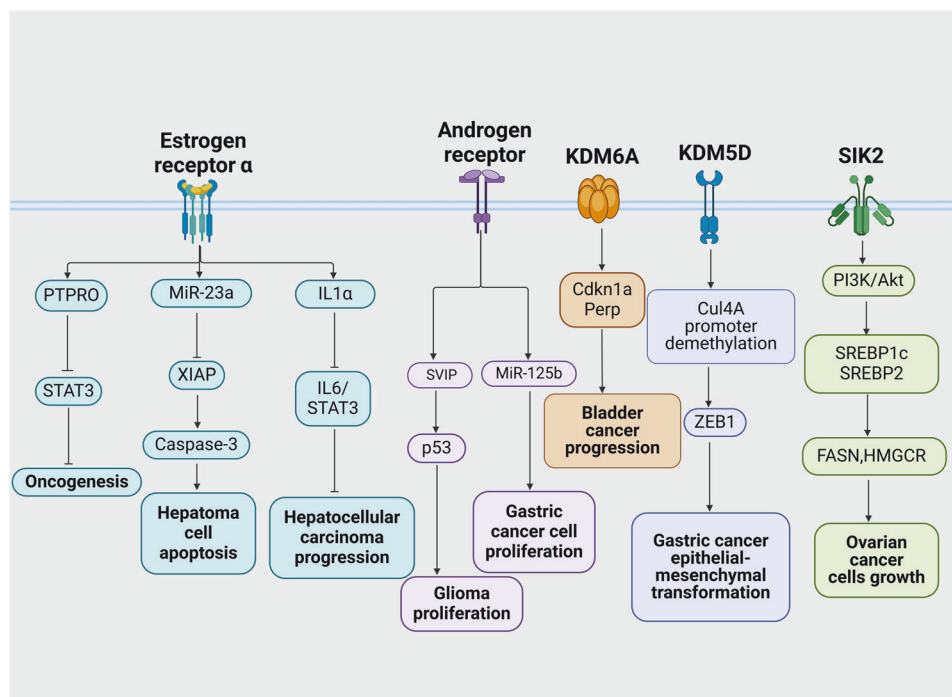 Estrogen
receptor α
Androgen
receptor
KDM6A
KDM5D
SIK2
PTPRO
STAT3
Oncogenesis
MiR-23a
XIAP
Caspase-3
Hepatoma
cell
apoptosis
IL1α
IL6/
STAT3
Hepatocellular
carcinoma
progression
SVIP
p53
Glioma
proliferation
MiR-125b
Gastric
cancer cell
proliferation
Cdkn1a
Perp
Bladder
cancer
progression
Cul4A
promoter
demethylation
ZEB1
Gastric cancer
epithelial-
mesenchymal
transformation
PI3K/Akt
SREBP1c
SREBP2
FASN,HMGCR
Ovarian
cancer
cells growth